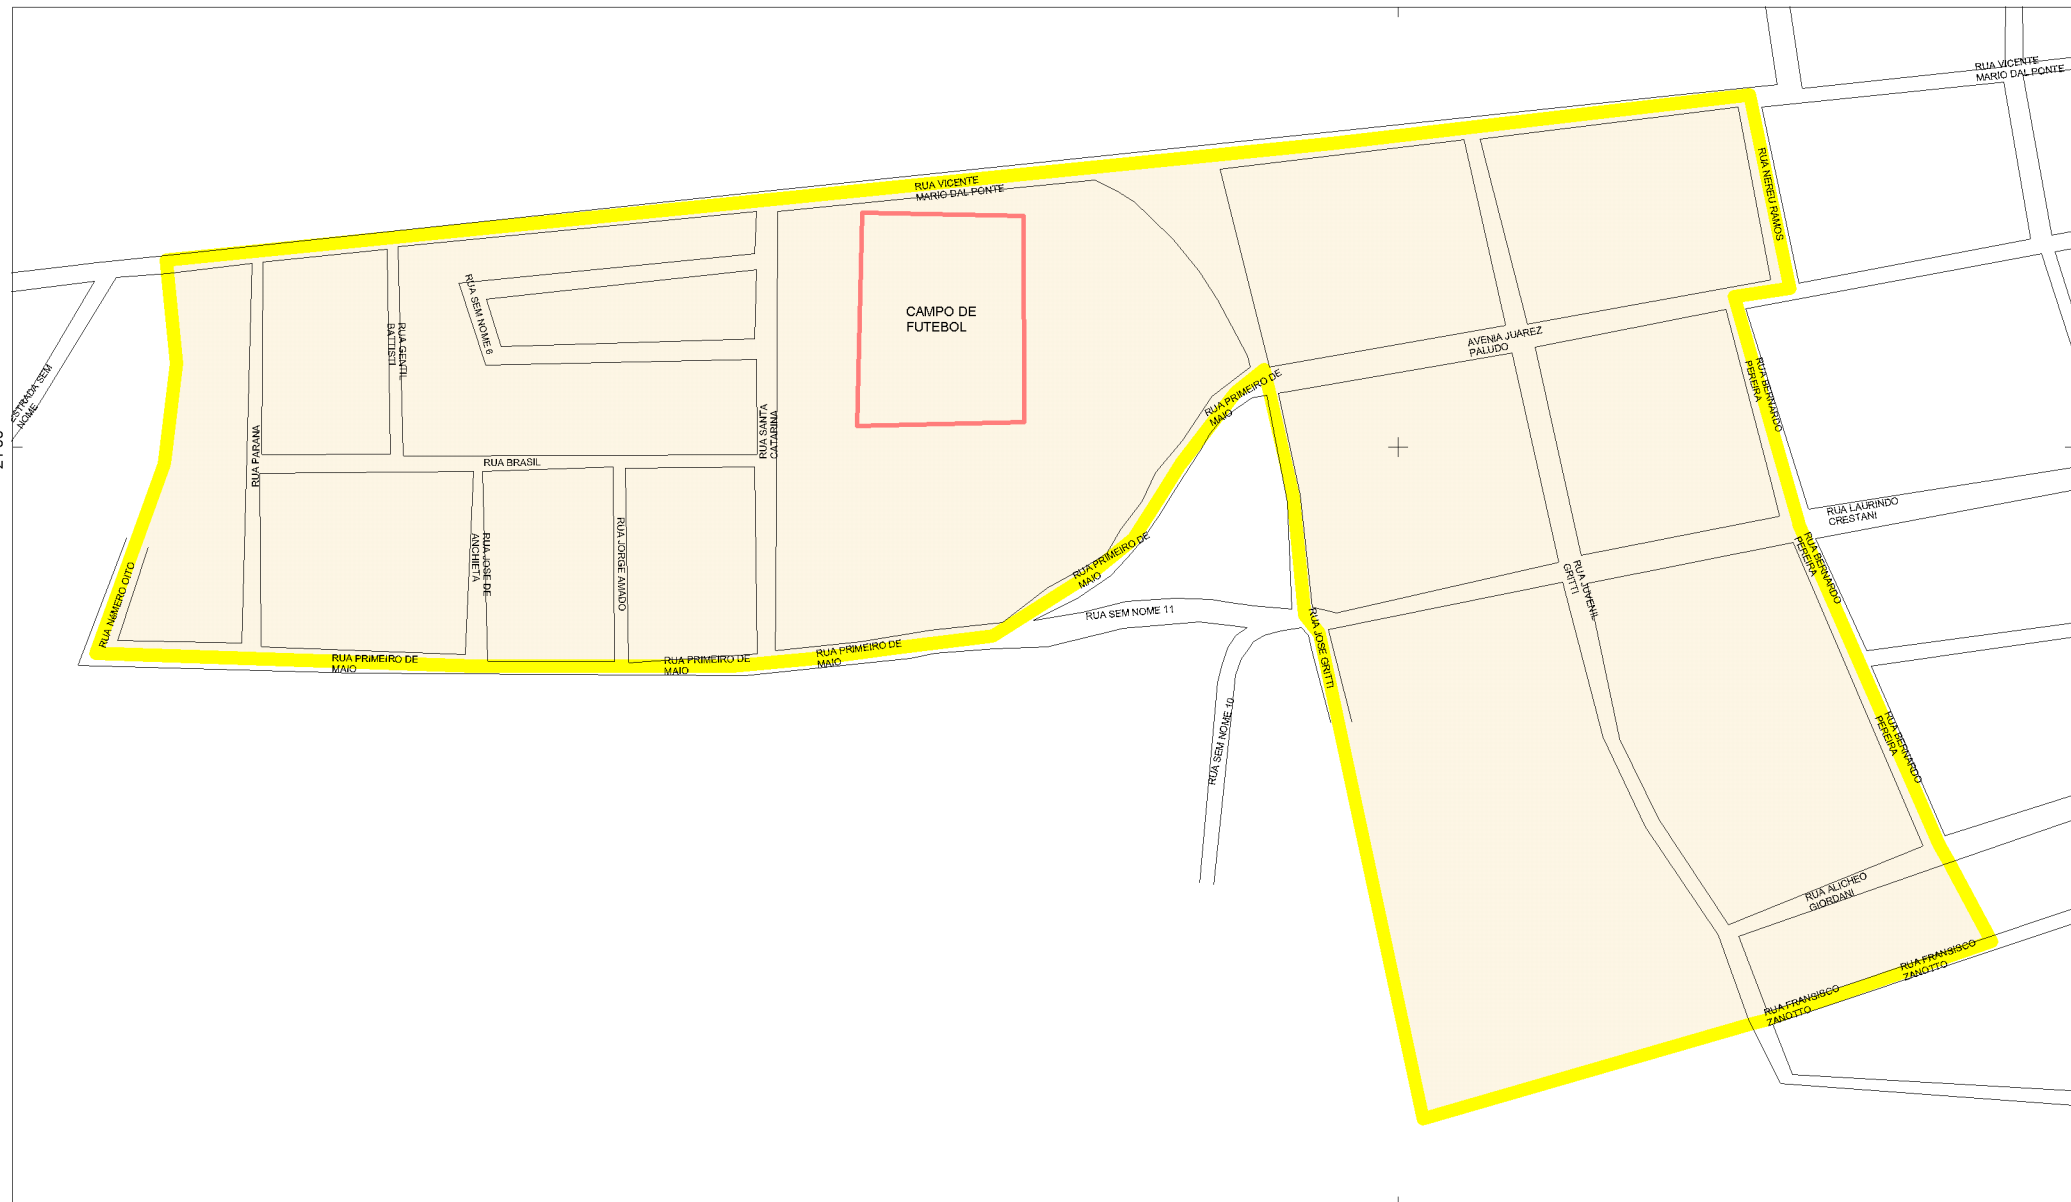 RUA VICENTE
MARIO DAL PONTE
RUA VICENTE
MARIO DAL PONTE
RUA NEREU RAMOS
CAMPO DE
FUTEBOL
RUA SEM NOME 6
RUA GENTIL
BATTISTI
AVENIA JUAREZ
PALUDO
ESTRADA SEM
NOME
RUA PRIMEIRO DE
MAIO
RUA BERNARDO
PEREIRA
RUA SANTA
CATARINA
RUA PARANA
RUA BRASIL
RUA LAURINDO
CRESTANI
RUA JOSE DE
ANCHIETA
RUA JORGE AMADO
RUA PRIMEIRO DE
MAIO
RUA BERNARDO
PEREIRA
RUA NúMERO OITO
RUA JUVENIL
GRITTI
RUA SEM NOME 11
RUA JOSE GRITTI
RUA PRIMEIRO DE
MAIO
RUA PRIMEIRO DE
MAIO
RUA PRIMEIRO DE
MAIO
RUA SEM NOME 10
RUA BERNARDO
PEREIRA
RUA ALICHEO
GIORDANI
RUA FRANSISCO
ZANOTTO
RUA FRANSISCO
ZANOTTO